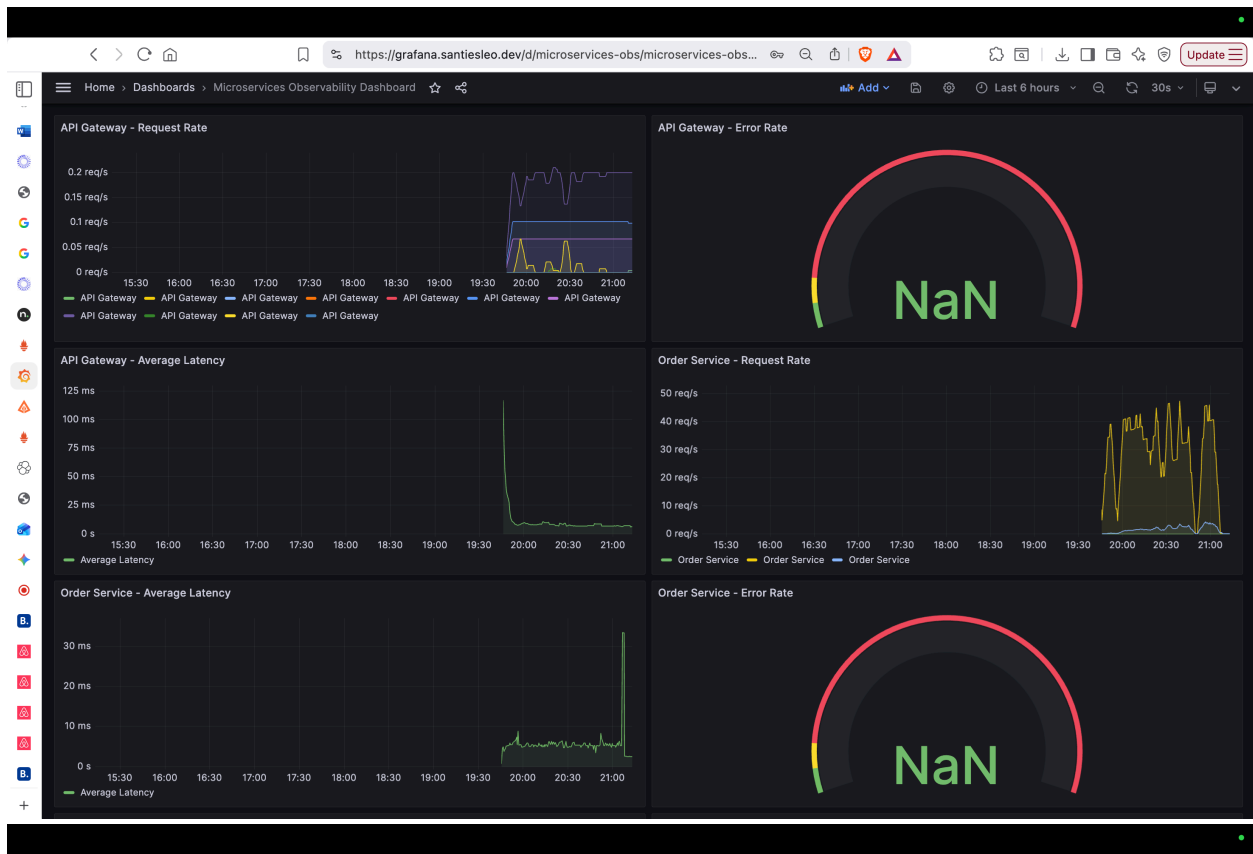 https://grafana.santiesleo.dev/d/microservices-obs/microservices-obs...
Update
Home › Dashboards › Microservices Observability Dashboard
Add
Last 6 hours
30s
API Gateway - Request Rate
0.2 req/s
0.15 req/s
0.1 req/s
0.05 req/s
0 req/s
15:30 16:00 16:30 17:00 17:30 18:00 18:30 19:00 19:30 20:00 20:30 21:00
API Gateway API Gateway API Gateway API Gateway API Gateway API Gateway API Gateway
API Gateway API Gateway API Gateway API Gateway
API Gateway - Error Rate
NaN
API Gateway - Average Latency
125 ms
100 ms
75 ms
50 ms
25 ms
0 s
15:30 16:00 16:30 17:00 17:30 18:00 18:30 19:00 19:30 20:00 20:30 21:00
Average Latency
Order Service - Request Rate
50 req/s
40 req/s
30 req/s
20 req/s
10 req/s
0 req/s
15:30 16:00 16:30 17:00 17:30 18:00 18:30 19:00 19:30 20:00 20:30 21:00
Order Service Order Service Order Service
Order Service - Average Latency
30 ms
20 ms
10 ms
0 s
15:30 16:00 16:30 17:00 17:30 18:00 18:30 19:00 19:30 20:00 20:30 21:00
Average Latency
Order Service - Error Rate
NaN
W
G
G
n.
B.
B.